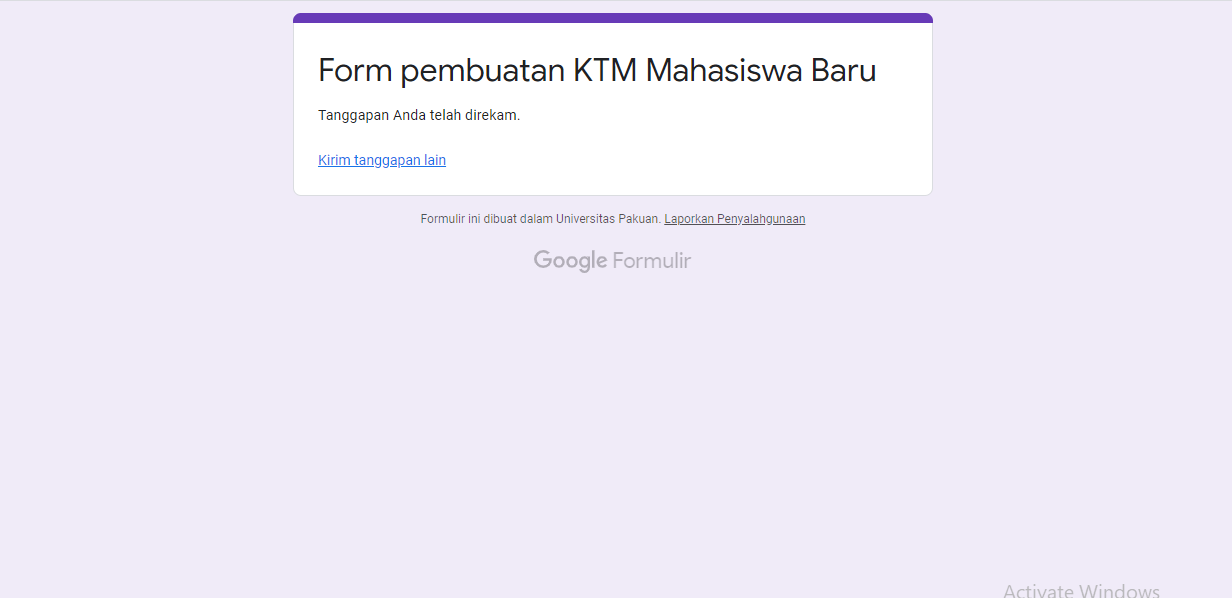 Form pembuatan KTM Mahasiswa Baru
Tanggapan Anda telah direkam.
Kirim tanggapan lain
Formulir ini dibuat dalam Universitas Pakuan. Laporkan Penyalahgunaan
Google Formulir
Activate Windows